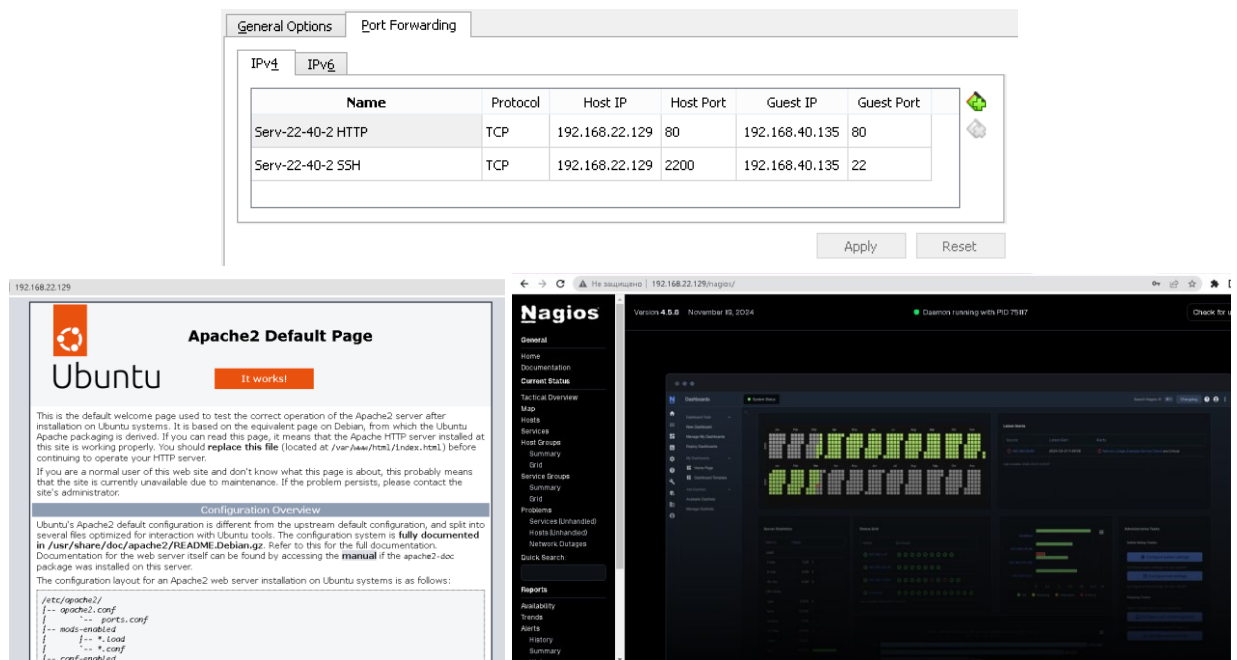 General Options Port Forwarding
IPv4 IPv6
Name Protocol Host IP Host Port Guest IP Guest Port
Serv-22-40-2 HTTP TCP 192.168.22.129 80 192.168.40.135 80
Serv-22-40-2 SSH TCP 192.168.22.129 2200 192.168.40.135 22
Apply Reset
192.168.22.129
Apache2 Default Page
Ubuntu
It works!
This is the default welcome page used to test the correct operation of the Apache2 server after
installation on Ubuntu systems. It is based on the equivalent page on Debian, from which the Ubuntu
Apache packaging is derived. If you can read this page, it means that the Apache HTTP server installed at
this site is working properly. You should replace this file (located at /var/www/html/index.html) before
continuing to operate your HTTP server.
If you are a normal user of this web site and don't know what this page is about, this probably means
that the site is currently unavailable due to maintenance. If the problem persists, please contact the
site's administrator.
Configuration Overview
Ubuntu's Apache2 default configuration is different from the upstream default configuration, and split into
several files optimized for interaction with Ubuntu tools. The configuration system is fully documented
in /usr/share/doc/apache2/README.Debian.gz. Refer to this for the full documentation.
Documentation for the web server itself can be found by accessing the manual if the apache2-doc
package was installed on this server.
The configuration layout for an Apache2 web server installation on Ubuntu systems is as follows:
/etc/apache2/
|-- apache2.conf
| `-- ports.conf
|-- mods-enabled
| |-- *.load
| `-- *.conf
|-- conf-enabled
Не защищено | 192.168.22.129/nagios/
Nagios
Version 4.5.8 November 19, 2024
Daemon running with PID 75117
Check for u
General
Home
Documentation
Current Status
Tactical Overview
Map
Hosts
Services
Host Groups
Summary
Grid
Service Groups
Summary
Grid
Problems
Services (Unhandled)
Hosts (Unhandled)
Network Outages
Quick Search:
Reports
Availability
Trends
Alerts
History
Summary
Dashboards
System Status
New Dashboard
Manage My Dashboards
Deploy Dashboards
Home Page
Available Dashlets
Manage Dashlets